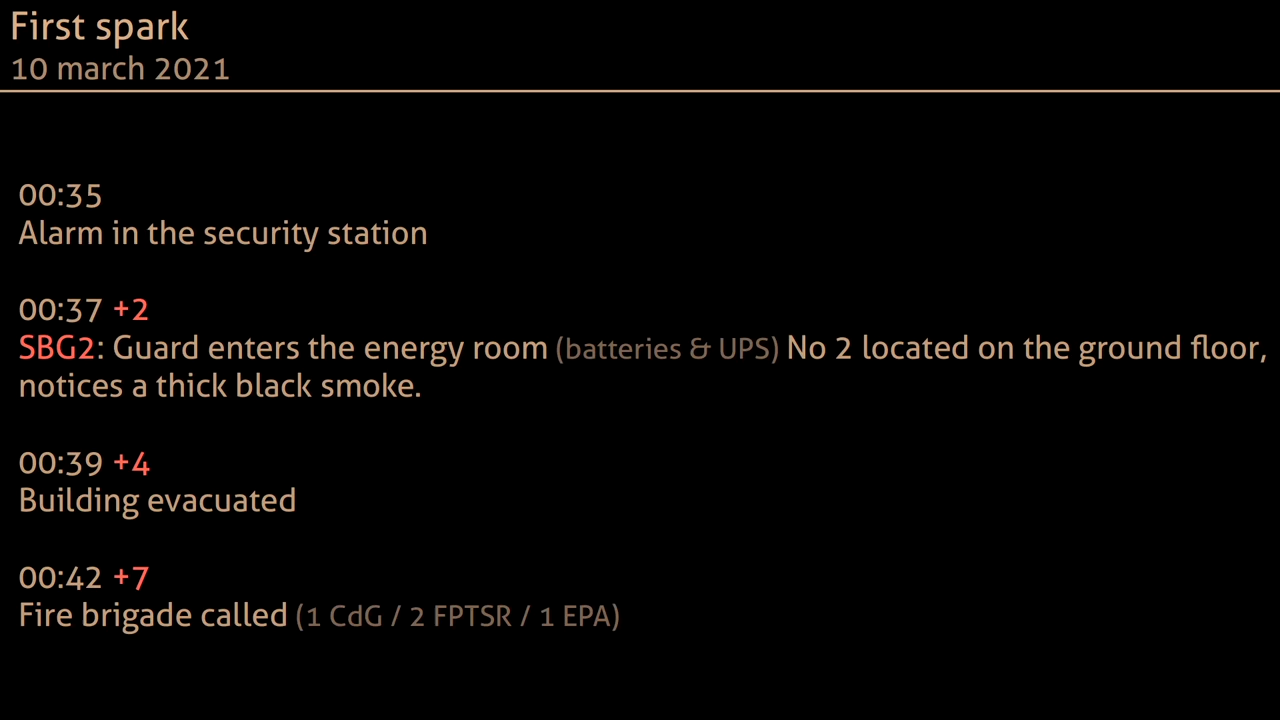 First spark
10 march 2021
00:35
Alarm in the security station
00:37 +2
SBG2: Guard enters the energy room (batteries & UPS) No 2 located on the ground floor,
notices a thick black smoke.
00:39 +4
Building evacuated
00:42 +7
Fire brigade called (1 CdG / 2 FPTSR / 1 EPA)